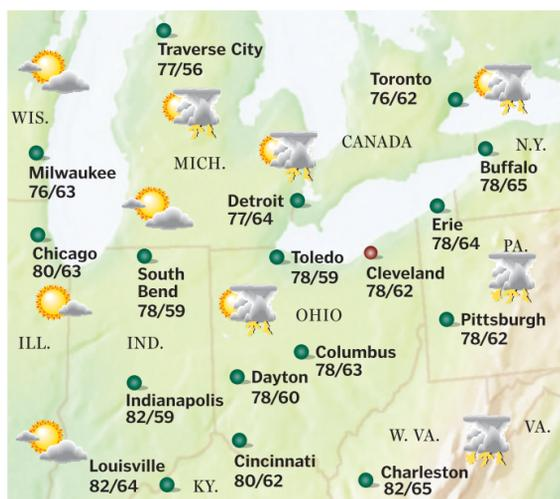 Traverse City
77/56
Toronto
76/62
WIS.
CANADA
N.Y.
MICH.
Milwaukee
76/63
Buffalo
78/65
Detroit
77/64
Erie
78/64
Chicago
80/63
South
Bend
78/59
Toledo
78/59
Cleveland
78/62
PA.
OHIO
Pittsburgh
78/62
ILL.
IND.
Columbus
78/63
Dayton
78/60
Indianapolis
82/59
W. VA.
VA.
Louisville
82/64
KY.
Cincinnati
80/62
Charleston
82/65